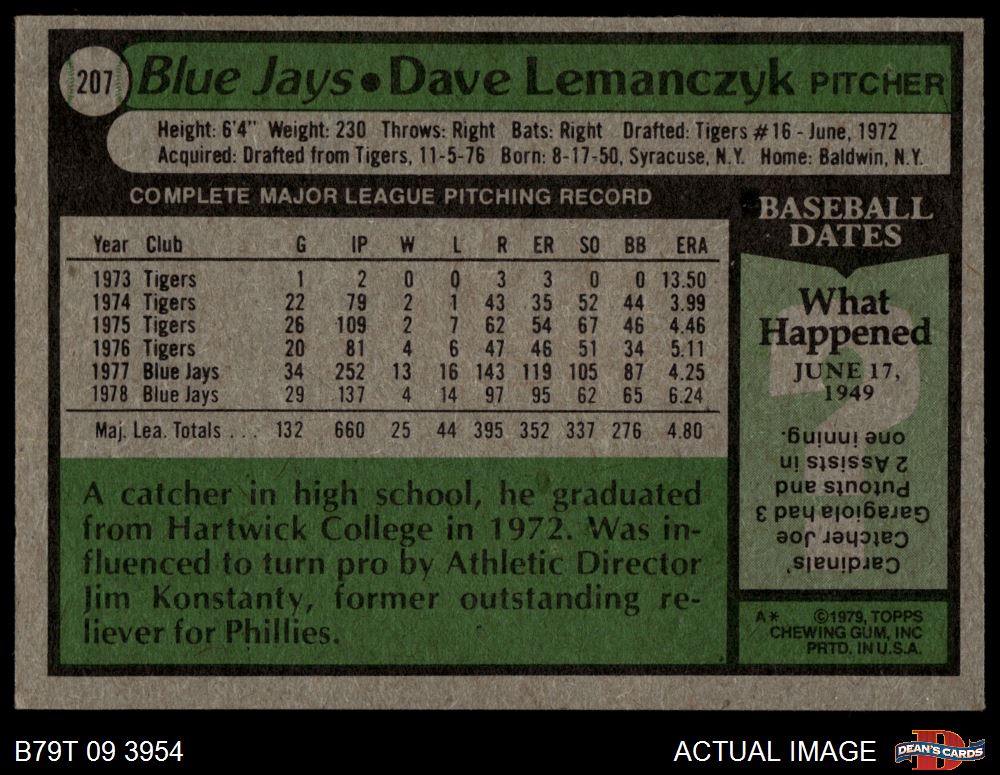 207 Blue Jays • Dave Lemanczyk PITCHER
Height: 6'4" Weight: 230 Throws: Right Bats: Right Drafted: Tigers #16 - June, 1972
Acquired: Drafted from Tigers, 11-5-76 Born: 8-17-50, Syracuse, N.Y. Home: Baldwin, N.Y.
COMPLETE MAJOR LEAGUE PITCHING RECORD
Year Club G IP W L R ER SO BB ERA
1973 Tigers 1 2 0 0 3 3 0 0 13.50
1974 Tigers 22 79 2 1 43 35 52 44 3.99
1975 Tigers 26 109 2 7 62 54 67 46 4.46
1976 Tigers 20 81 4 6 47 46 51 34 5.11
1977 Blue Jays 34 252 13 16 143 119 105 87 4.25
1978 Blue Jays 29 137 4 14 97 95 62 65 6.24
Maj. Lea. Totals . . . 132 660 25 44 395 352 337 276 4.80
A catcher in high school, he graduated
from Hartwick College in 1972. Was in-
fluenced to turn pro by Athletic Director
Jim Konstanty, former outstanding re-
liever for Phillies.
BASEBALL
DATES
What
Happened
JUNE 17,
1949
Cardinals'
Catcher Joe
Garagiola had 3
Putouts and
2 Assists in
one inning.
A* ©1979, TOPPS
CHEWING GUM, INC
PRTD. IN U.S.A.
B79T 09 3954
ACTUAL IMAGE
D
DEAN'S CARDS